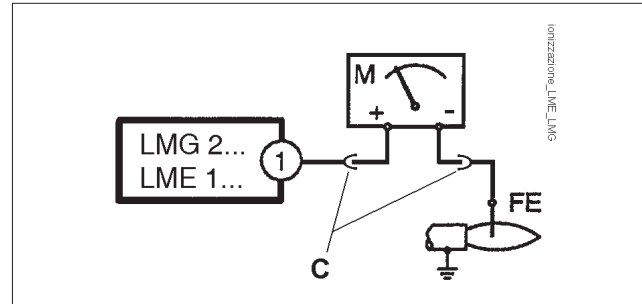 ionizzazione_LME_LMG
M
+ -
LMG 2...
LME 1...
1
FE
C